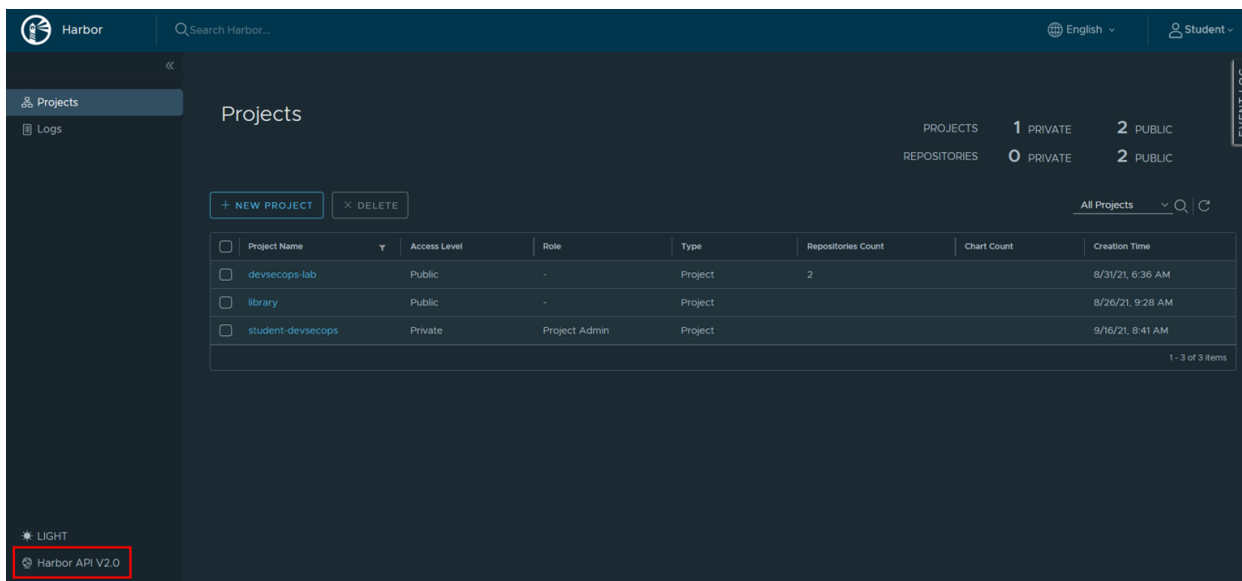 Harbor
Search Harbor...
English
Student
Projects
Logs
Projects
PROJECTS 1 PRIVATE 2 PUBLIC
REPOSITORIES 0 PRIVATE 2 PUBLIC
EVENT LOG
+ NEW PROJECT × DELETE
All Projects
Project Name Access Level Role Type Repositories Count Chart Count Creation Time
devsecops-lab Public - Project 2 8/31/21, 6:36 AM
library Public - Project 8/26/21, 9:28 AM
student-devsecops Private Project Admin Project 9/16/21, 8:41 AM
1 - 3 of 3 items
LIGHT
Harbor API V2.0